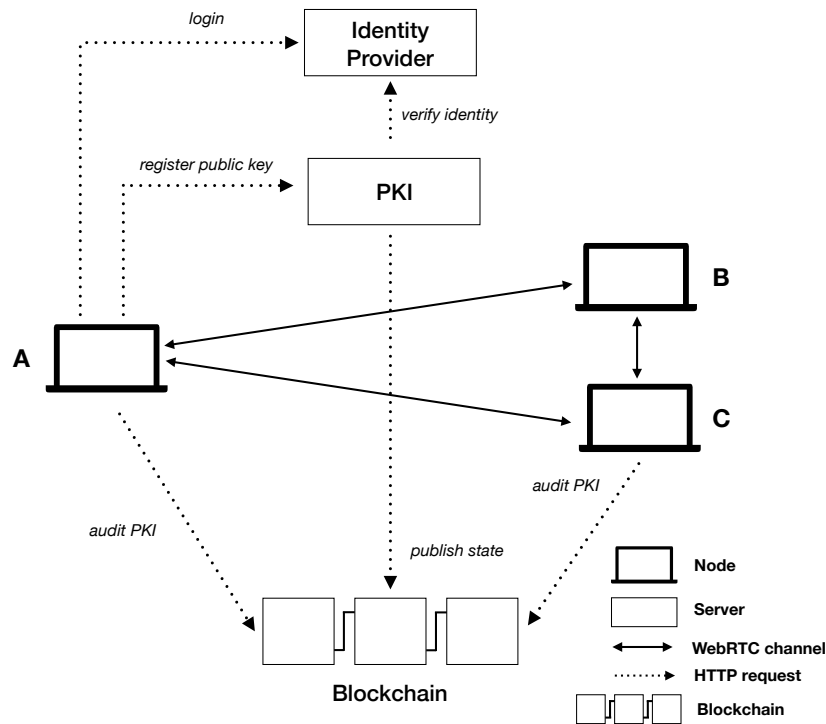 login
Identity
Provider
verify identity
register public key
PKI
B
A
C
audit PKI
audit PKI
publish state
Node
Server
WebRTC channel
HTTP request
Blockchain
Blockchain